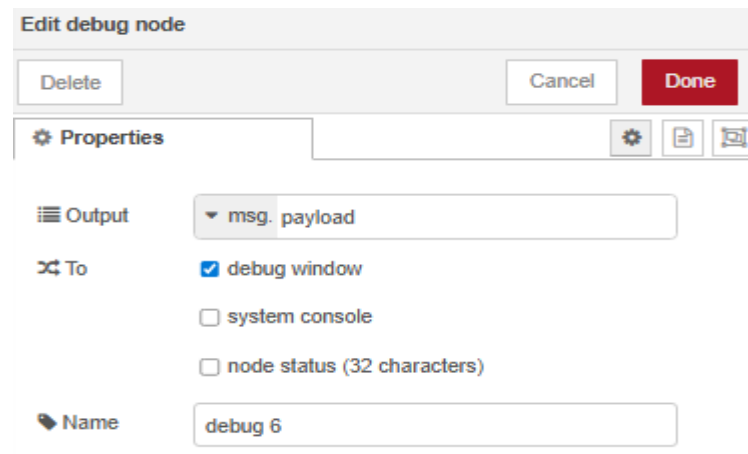 Edit debug node
Delete Cancel Done
Properties
Output msg. payload
To debug window
system console
node status (32 characters)
Name debug 6